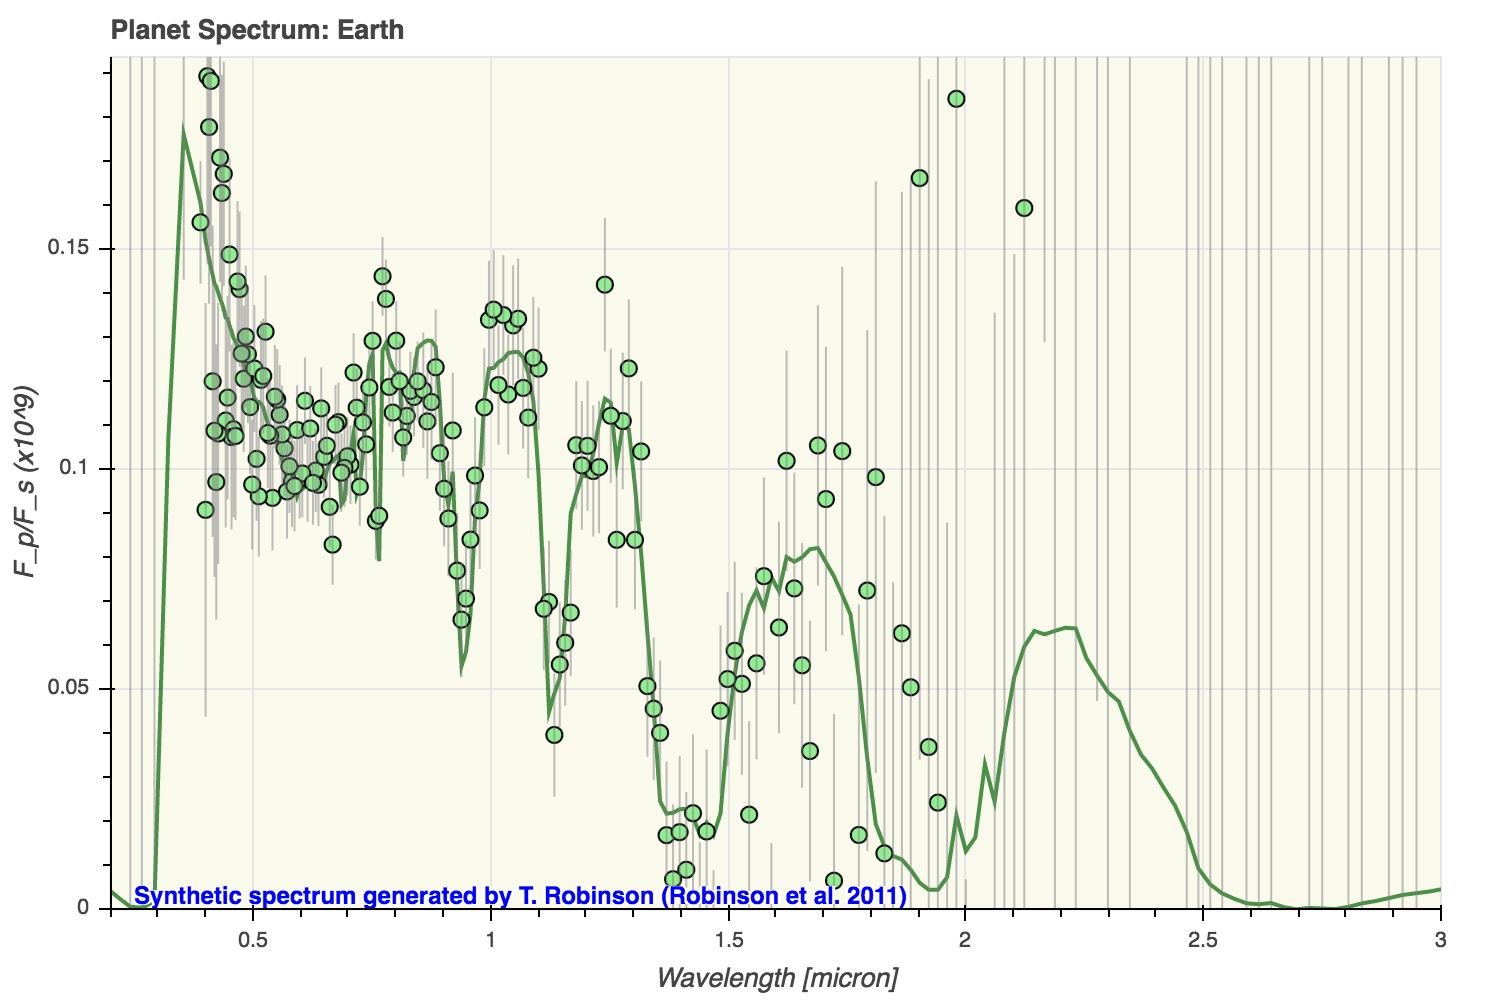 Planet Spectrum: Earth
F_p/F_s (x10^9)
0.15
0.1
0.05
0
Synthetic spectrum generated by T. Robinson (Robinson et al. 2011)
0.5
1
1.5
2
2.5
3
Wavelength [micron]